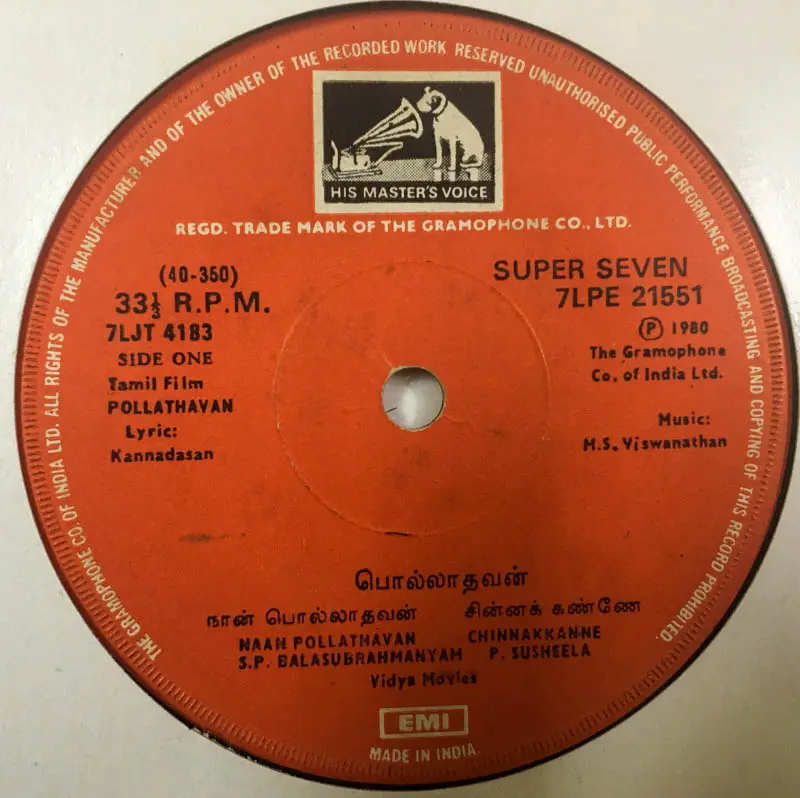 THE GRAMOPHONE CO. OF INDIA LTD. ALL RIGHTS OF THE MANUFACTURER AND OF THE OWNER OF THE RECORDED WORK RESERVED UNAUTHORISED PUBLIC PERFORMANCE BROADCASTING AND COPYING OF THIS RECORD PROHIBITED.
HIS MASTER'S VOICE
REGD. TRADE MARK OF THE GRAMOPHONE CO., LTD.
(40-350)
33⅓ R.P.M.
7LJT 4183
SIDE ONE
Tamil Film
POLLATHAVAN
Lyric:
Kannadasan
SUPER SEVEN
7LPE 21551
Ⓟ 1980
The Gramophone
Co. of India Ltd.
Music:
M.S. Viswanathan
பொல்லாதவன்
நான் பொல்லாதவன் சின்னக் கண்ணே
NAAN POLLATHAVAN CHINNAKKANNE
S.P. BALASUBRAHMANYAM P. SUSHEELA
Vidya Movies
EMI
MADE IN INDIA.